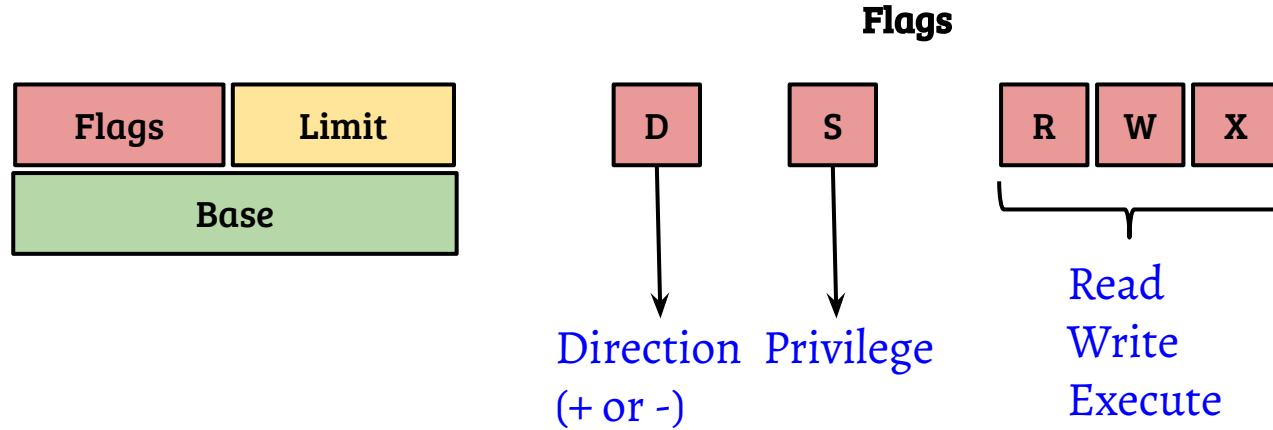 Flags
Flags Limit D S R W X
Base
Direction Privilege
(+ or -)
Read
Write
Execute